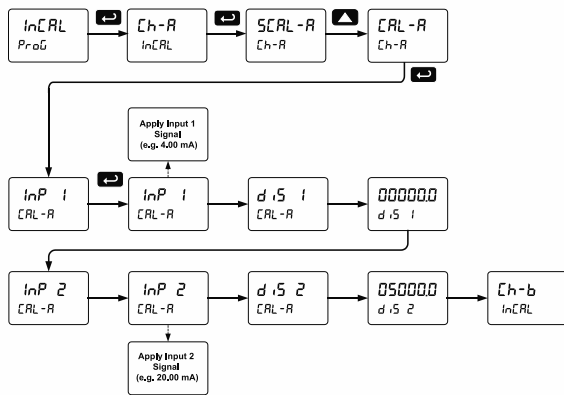 InCAL
ProG
Ch-A
InCAL
SCAL-A
Ch-A
CAL-A
Ch-A
Apply Input 1
Signal
(e.g. 4.00 mA)
InP 1
CAL-A
InP 1
CAL-A
diS 1
CAL-A
00000.0
diS 1
InP 2
CAL-A
InP 2
CAL-A
diS 2
CAL-A
05000.0
diS 2
Ch-b
InCAL
Apply Input 2
Signal
(e.g. 20.00 mA)